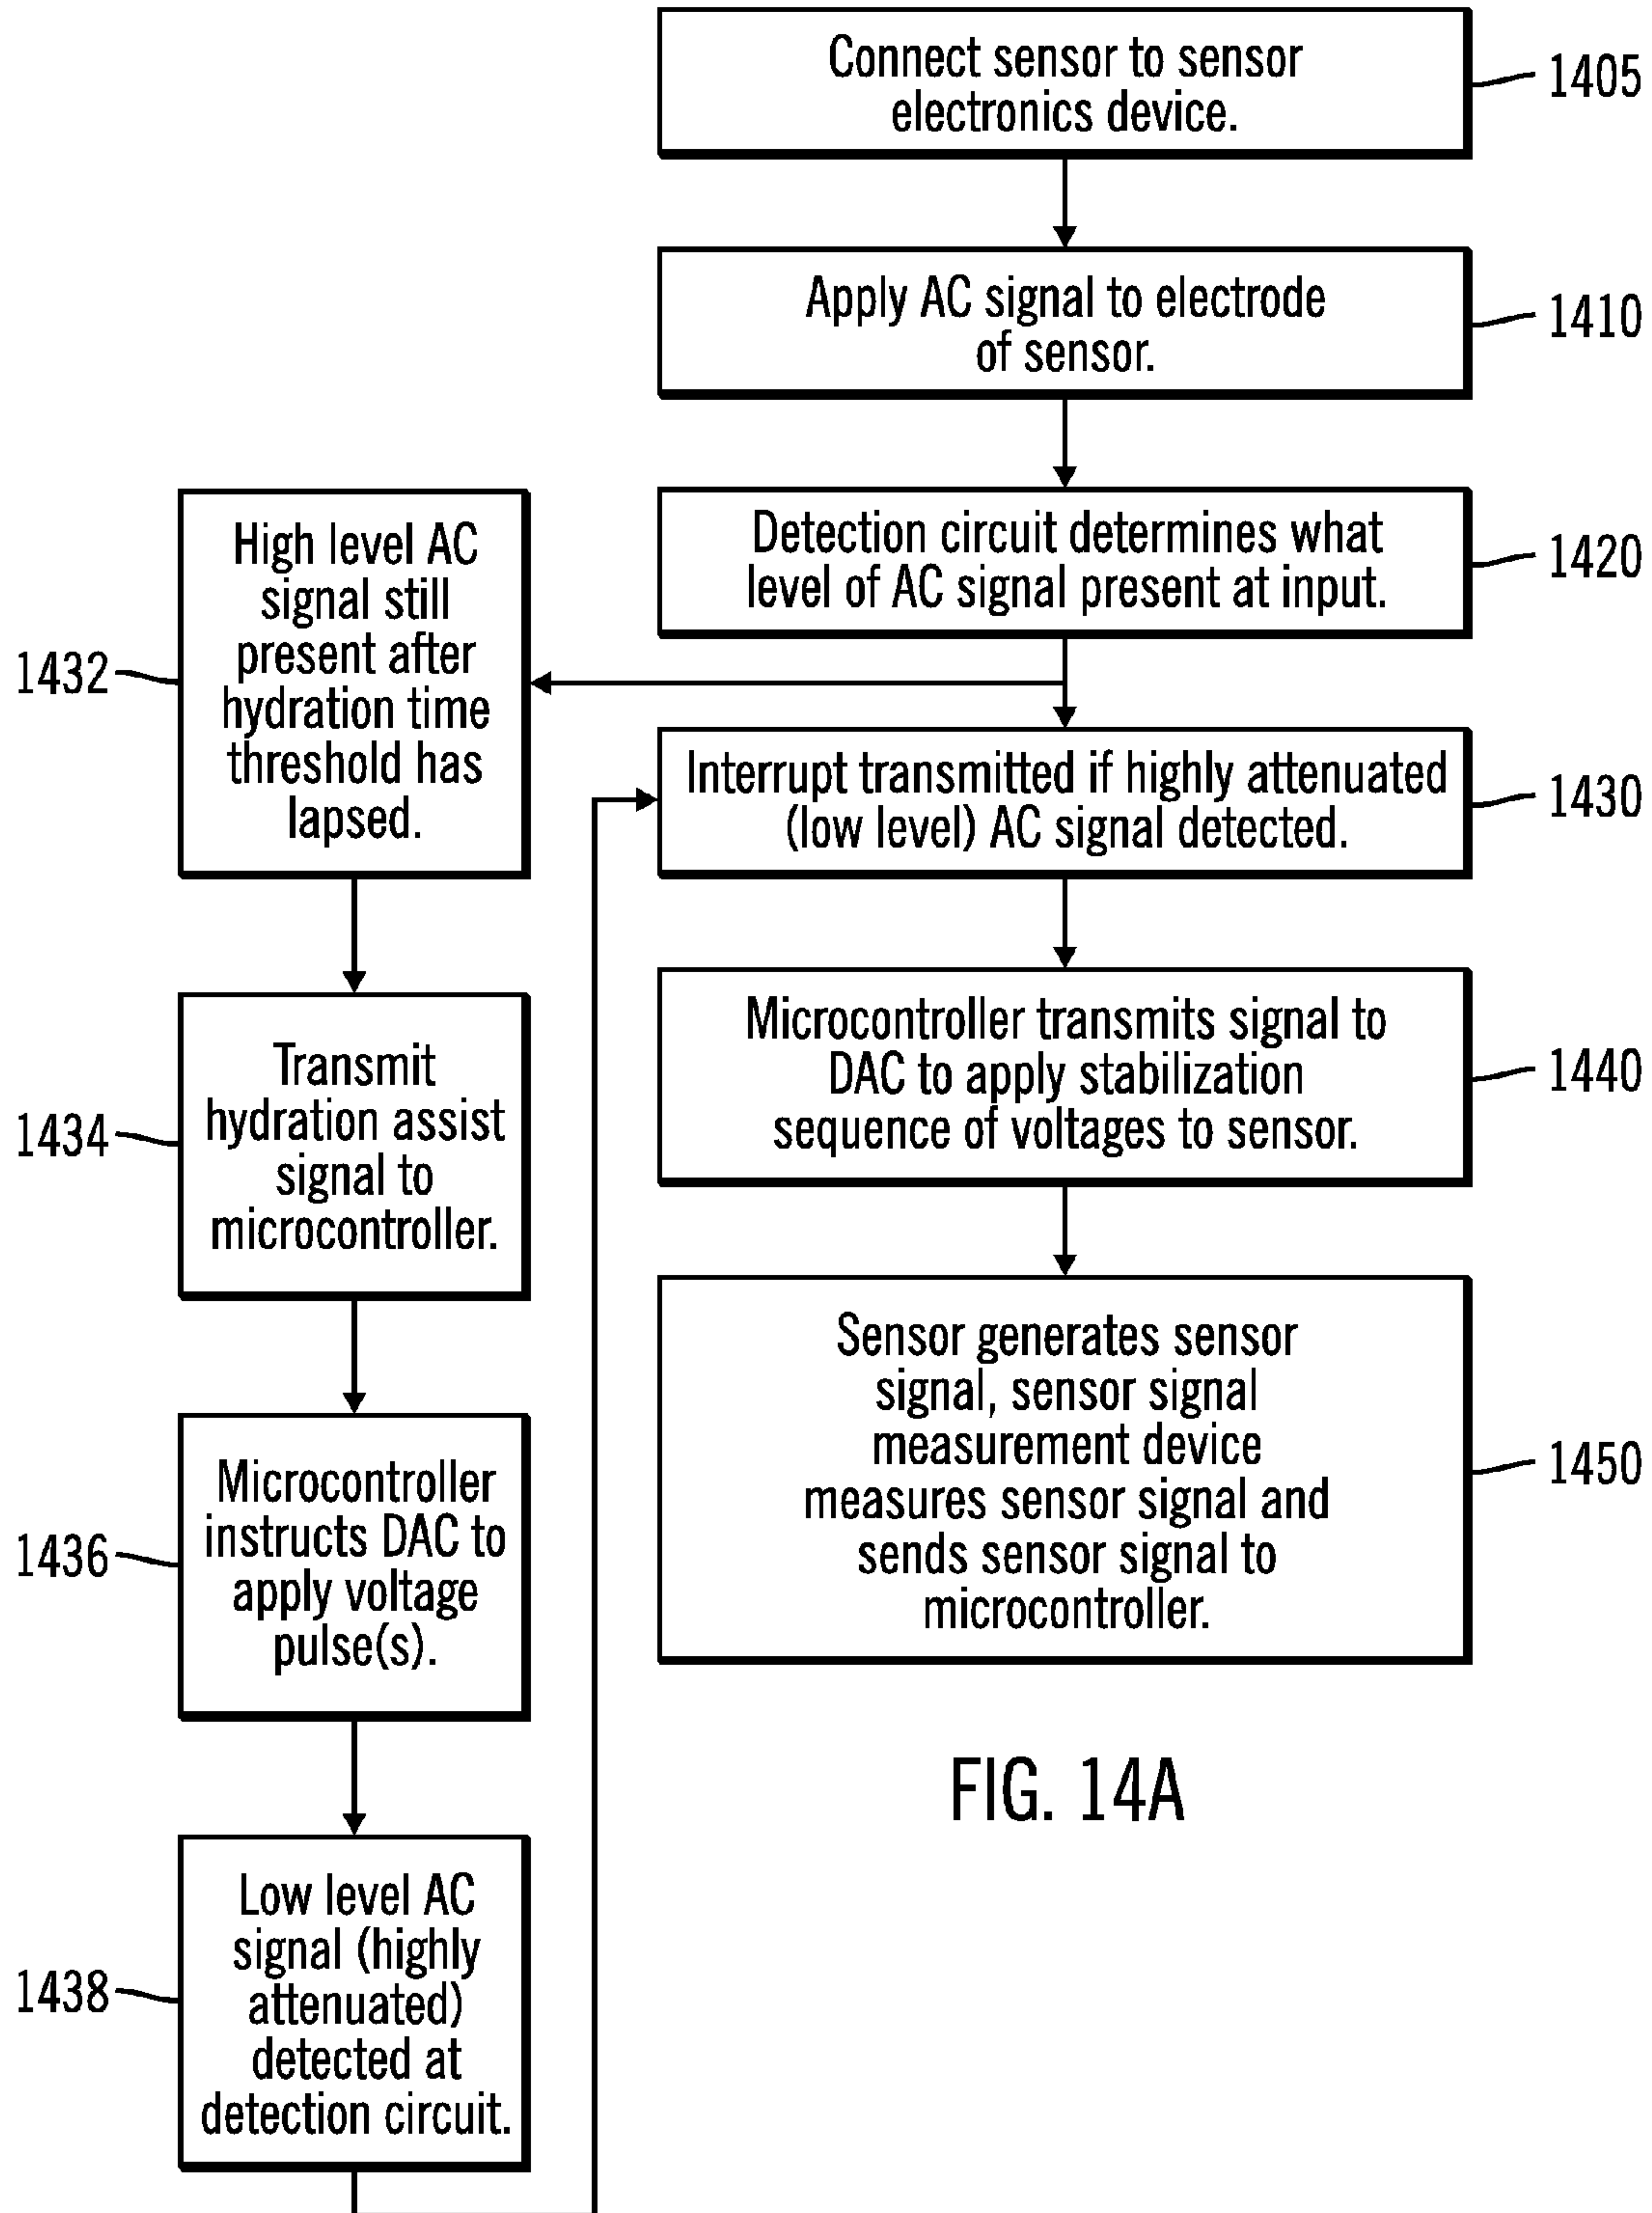 Connect sensor to sensor
electronics device.
1405
Apply AC signal to electrode
of sensor.
1410
Detection circuit determines what
level of AC signal present at input.
1420
High level AC
signal still
present after
hydration time
threshold has
lapsed.
1432
Interrupt transmitted if highly attenuated
(low level) AC signal detected.
1430
Transmit
hydration assist
signal to
microcontroller.
1434
Microcontroller transmits signal to
DAC to apply stabilization
sequence of voltages to sensor.
1440
Microcontroller
instructs DAC to
apply voltage
pulse(s).
1436
Sensor generates sensor
signal, sensor signal
measurement device
measures sensor signal and
sends sensor signal to
microcontroller.
1450
Low level AC
signal (highly
attenuated)
detected at
detection circuit.
1438
FIG. 14A